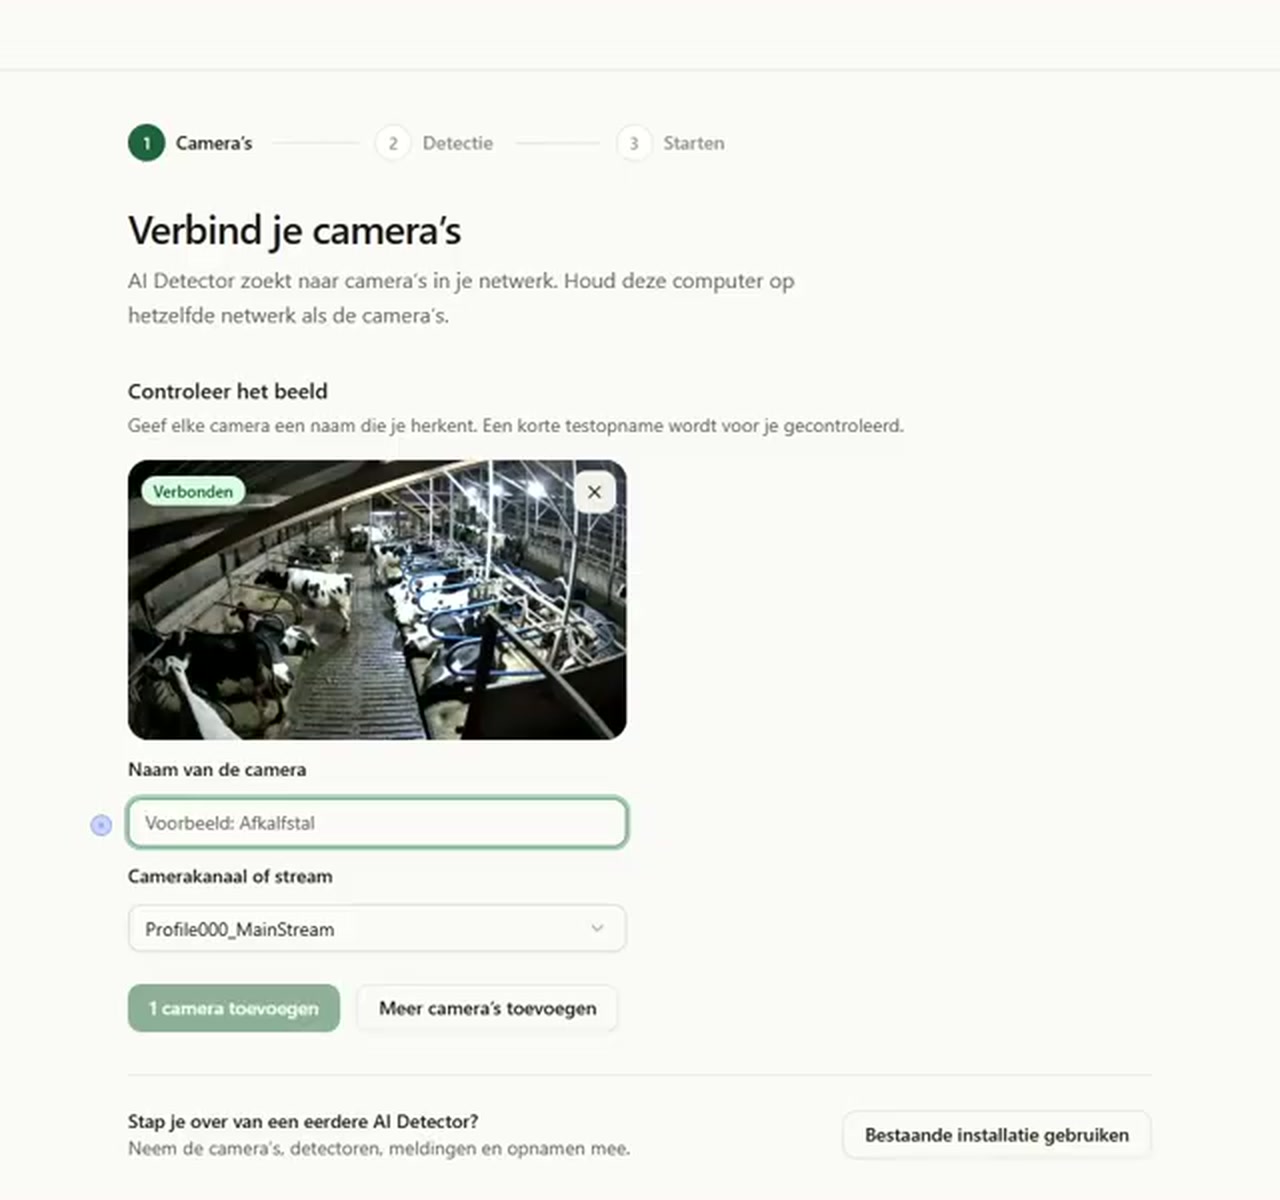 1 Camera's
2 Detectie
3 Starten
Verbind je camera's
AI Detector zoekt naar camera's in je netwerk. Houd deze computer op
hetzelfde netwerk als de camera's.
Controleer het beeld
Geef elke camera een naam die je herkent. Een korte testopname wordt voor je gecontroleerd.
Verbonden
Naam van de camera
Voorbeeld: Afkalfstal
Camerakanaal of stream
Profile000_MainStream
1 camera toevoegen
Meer camera's toevoegen
Stap je over van een eerdere AI Detector?
Neem de camera's, detectoren, meldingen en opnamen mee.
Bestaande installatie gebruiken